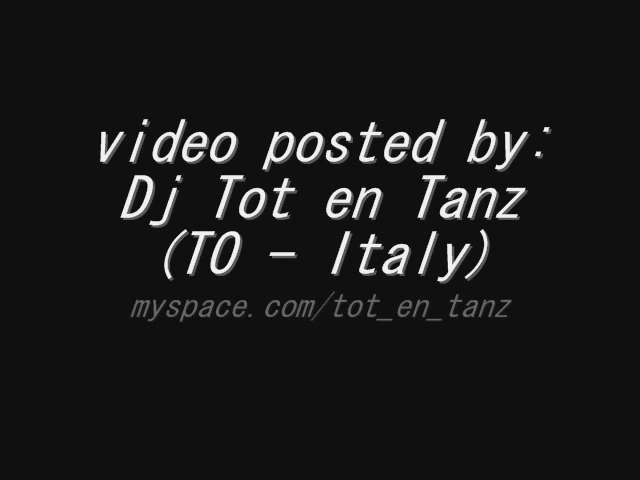 video posted by:
Dj Tot en Tanz
(TO - Italy)
myspace.com/tot_en_tanz